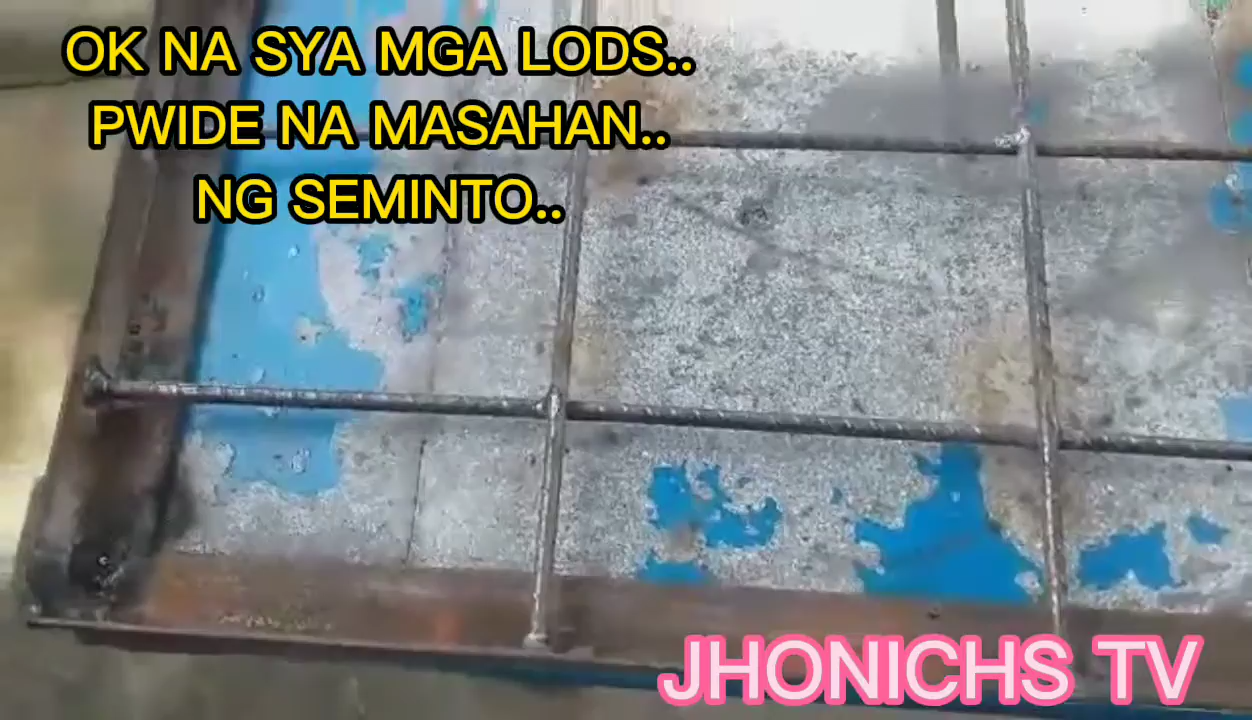 OK NA SYA MGA LODS..
PWIDE NA MASAHAN..
NG SEMINTO..
JHONICHS TV